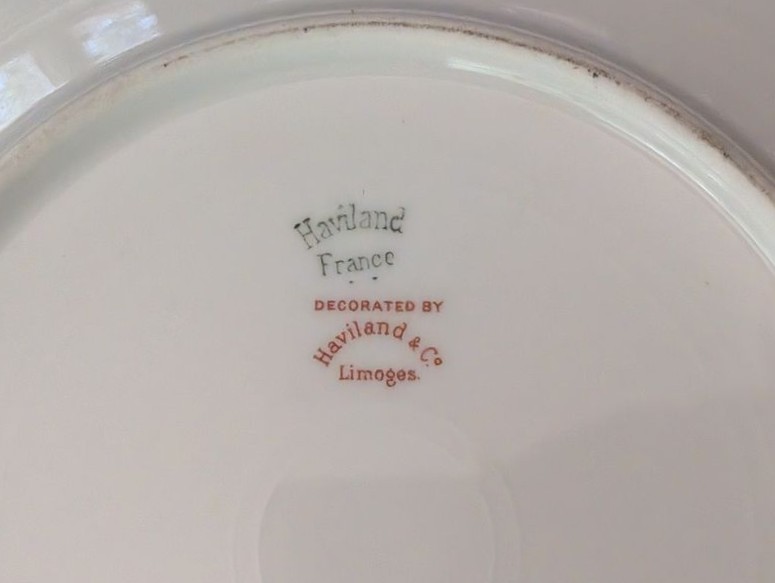 Haviland
France
DECORATED BY
Haviland & Co
Limoges.